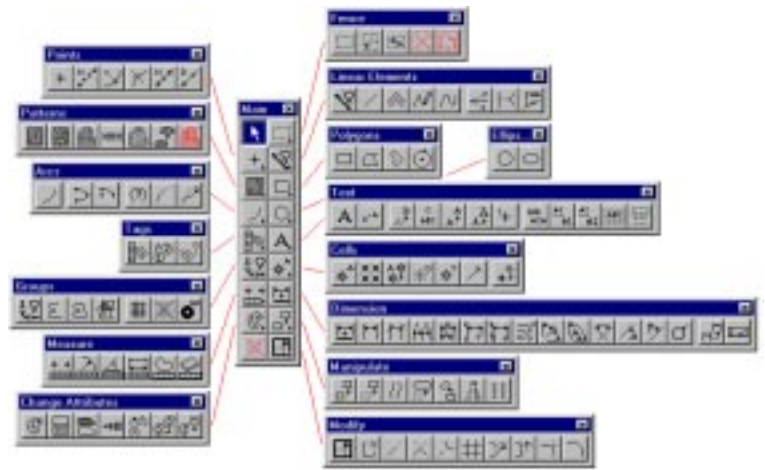 Fence
Points
Linear Elements
Patterns
Main
Polygons
Ellips...
Arcs
Text
Tags
Cells
Groups
Dimension
Measure
Manipulate
Change Attributes
Modify